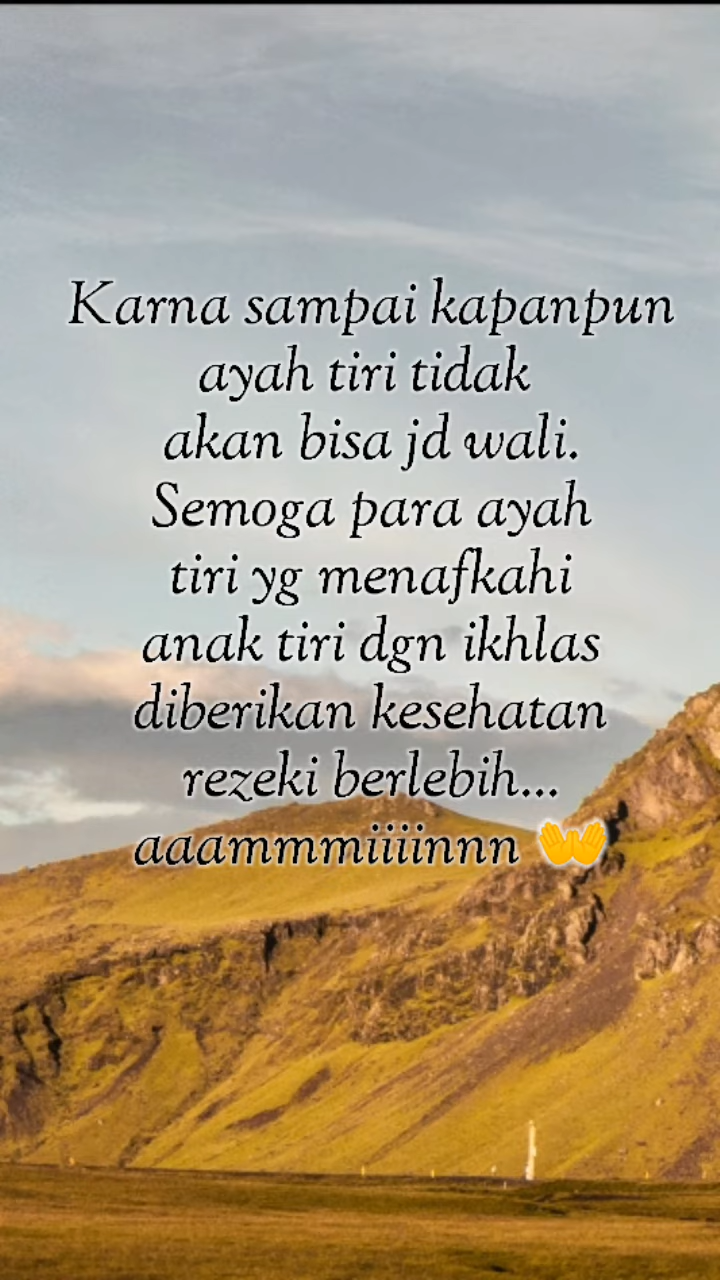 Karna sampai kapanpun
ayah tiri tidak
akan bisa jd wali.
Semoga para ayah
tiri yg menafkahi
anak tiri dgn ikhlas
diberikan kesehatan
rezeki berlebih...
aaammmiiiinnn 👐